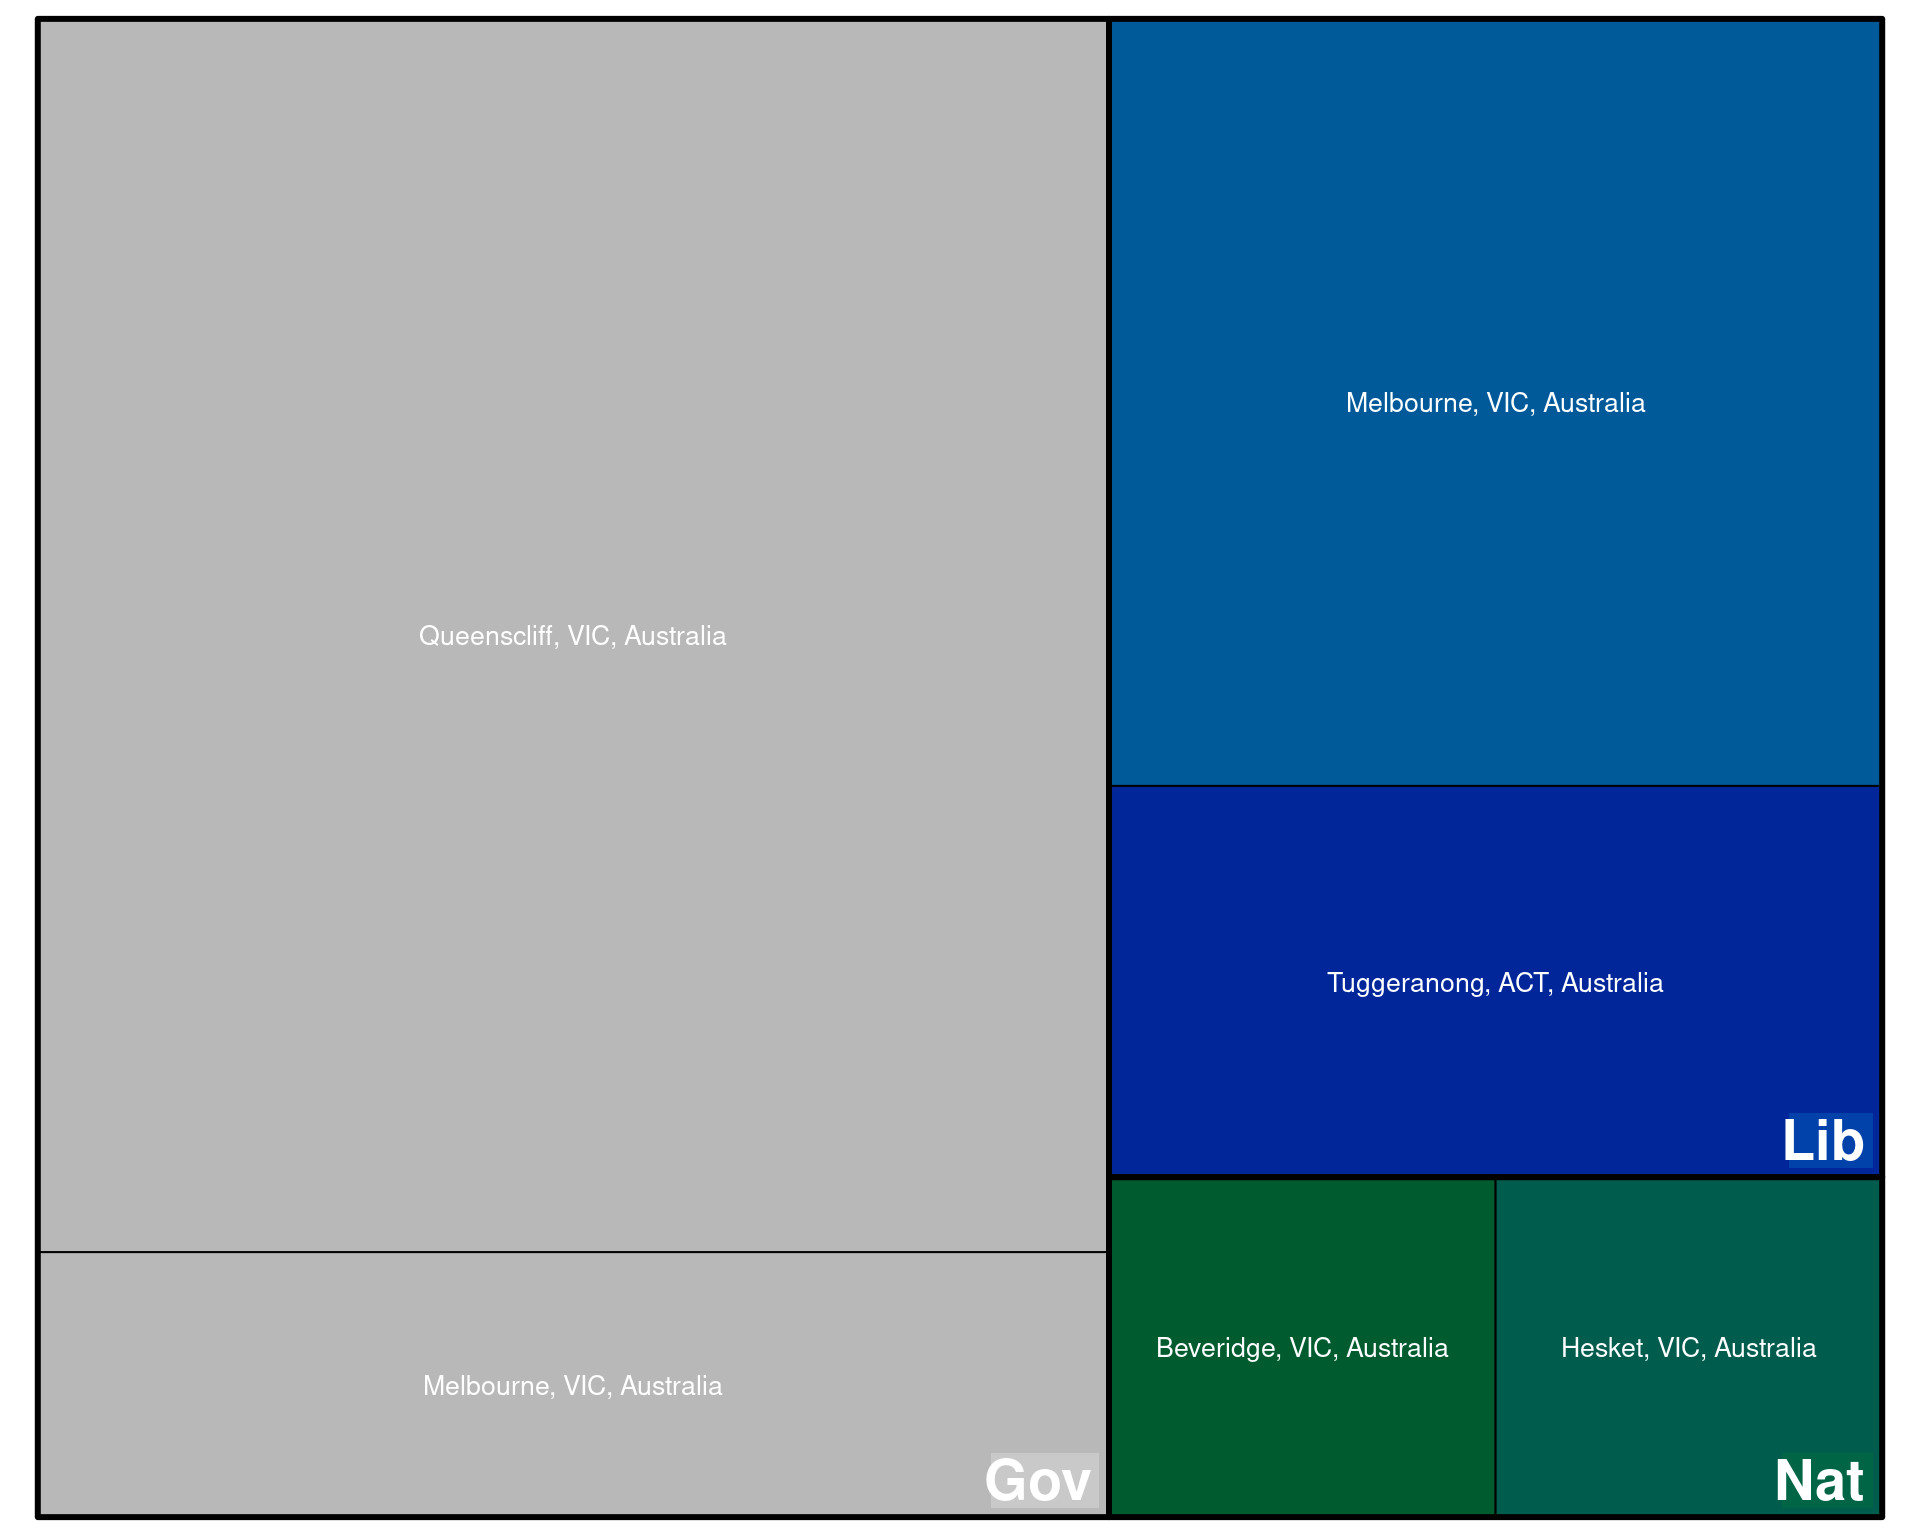 Queenscliff, VIC, Australia
Melbourne, VIC, Australia
Gov
Melbourne, VIC, Australia
Tuggeranong, ACT, Australia
Lib
Beveridge, VIC, Australia
Hesket, VIC, Australia
Nat